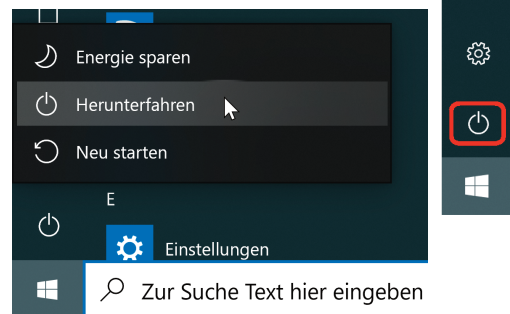 Energie sparen
Herunterfahren
Neu starten
E
Einstellungen
Zur Suche Text hier eingeben